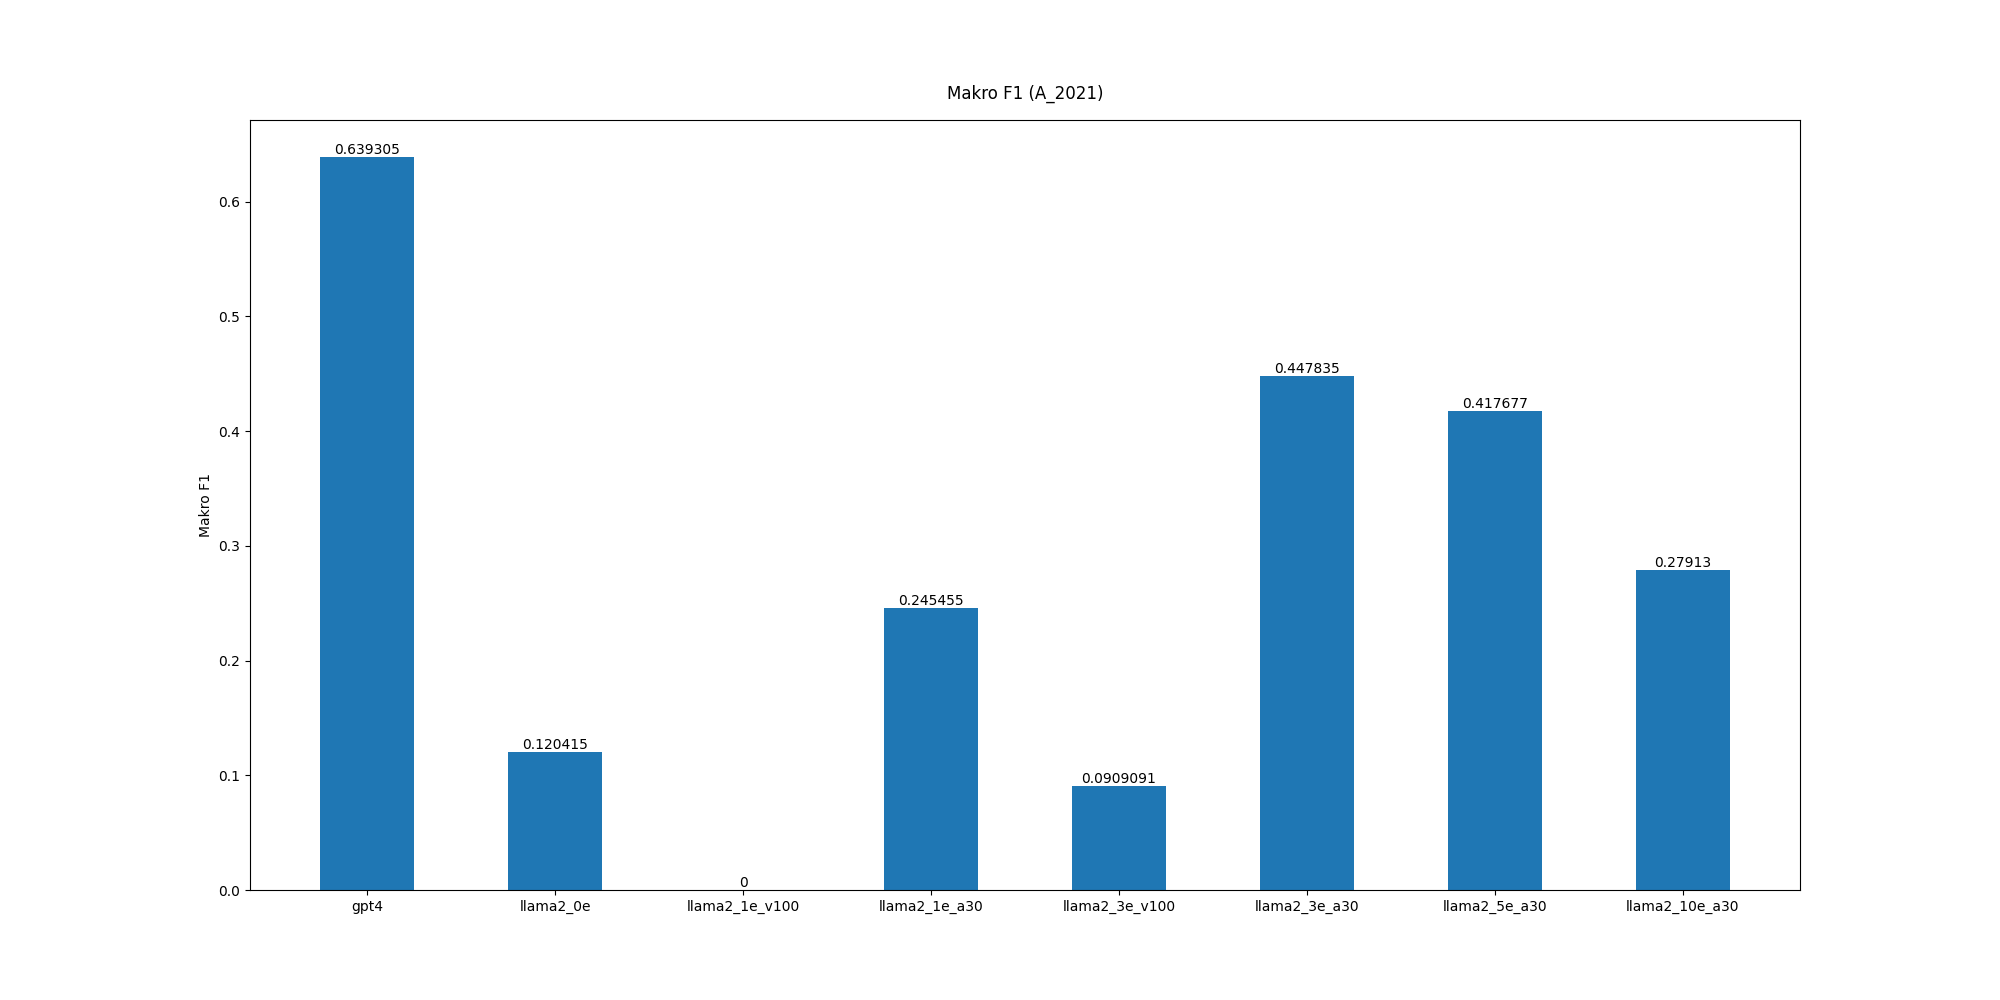 Makro F1 (A_2021)
Makro F1
0.6
0.5
0.4
0.3
0.2
0.1
0.0
0.639305
0.120415
0
0.245455
0.0909091
0.447835
0.417677
0.27913
gpt4
llama2_0e
llama2_1e_v100
llama2_1e_a30
llama2_3e_v100
llama2_3e_a30
llama2_5e_a30
llama2_10e_a30